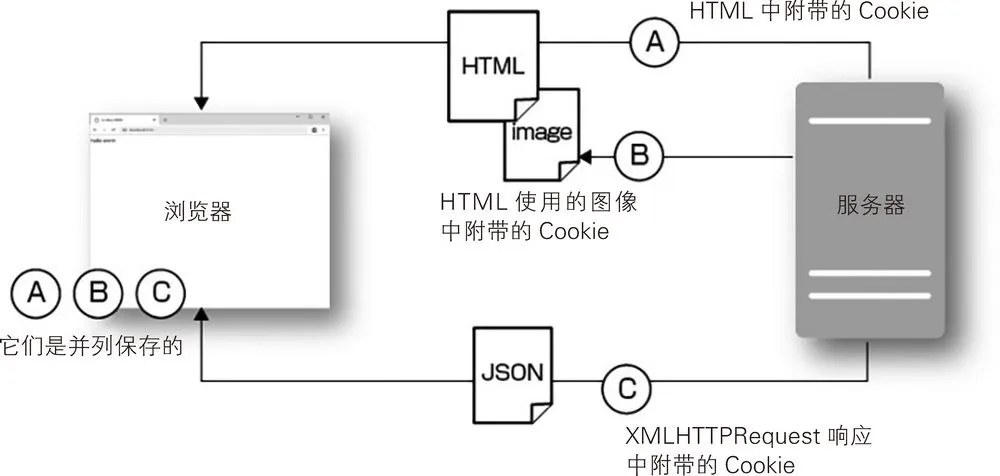 HTML 中附带的 Cookie
A
HTML
image
B
HTML 使用的图像
中附带的 Cookie
浏览器
服务器
A B C
它们是并列保存的
JSON
C
XMLHTTPRequest 响应
中附带的 Cookie